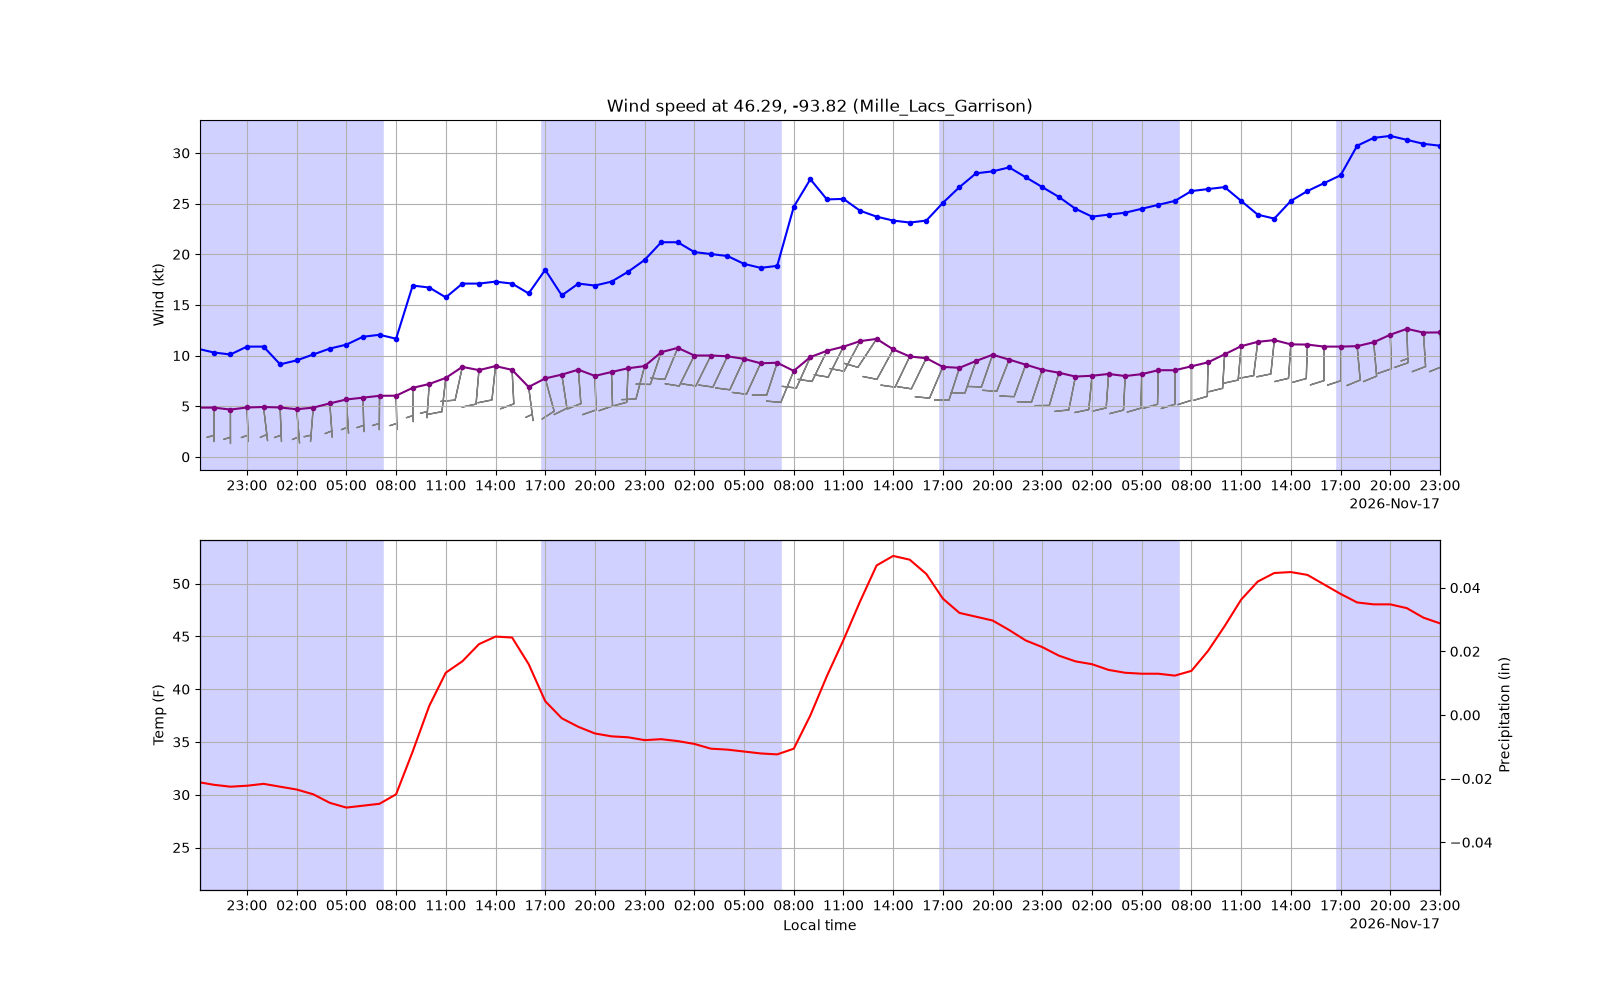 Wind speed at 46.29, -93.82 (Mille_Lacs_Garrison)
Wind (kt)
30
25
20
15
10
5
0
23:00 02:00 05:00 08:00 11:00 14:00 17:00 20:00 23:00 02:00 05:00 08:00 11:00 14:00 17:00 20:00 23:00 02:00 05:00 08:00 11:00 14:00 17:00 20:00 23:00
2026-Nov-17
Temp (F)
50
45
40
35
30
25
0.04
0.02
0.00
−0.02
−0.04
Precipitation (in)
23:00 02:00 05:00 08:00 11:00 14:00 17:00 20:00 23:00 02:00 05:00 08:00 11:00 14:00 17:00 20:00 23:00 02:00 05:00 08:00 11:00 14:00 17:00 20:00 23:00
Local time
2026-Nov-17